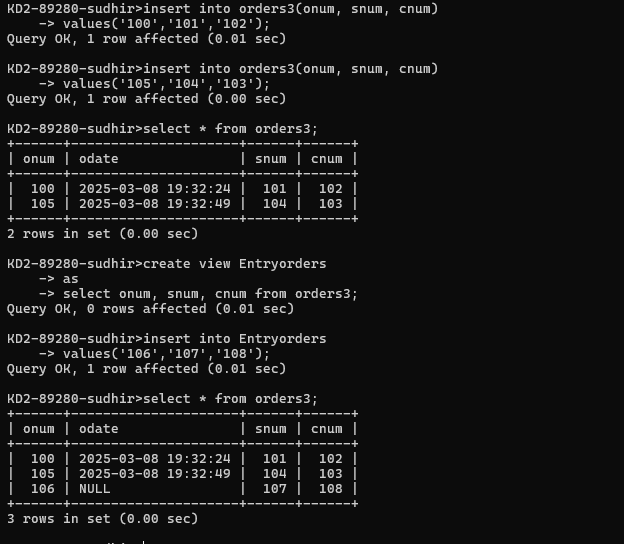 KD2-89280-sudhir>insert into orders3(onum, snum, cnum)
    -> values('100','101','102');
Query OK, 1 row affected (0.01 sec)

KD2-89280-sudhir>insert into orders3(onum, snum, cnum)
    -> values('105','104','103');
Query OK, 1 row affected (0.00 sec)

KD2-89280-sudhir>select * from orders3;
+------+---------------------+------+------+
| onum | odate               | snum | cnum |
+------+---------------------+------+------+
|  100 | 2025-03-08 19:32:24 |  101 |  102 |
|  105 | 2025-03-08 19:32:49 |  104 |  103 |
+------+---------------------+------+------+
2 rows in set (0.00 sec)

KD2-89280-sudhir>create view Entryorders
    -> as
    -> select onum, snum, cnum from orders3;
Query OK, 0 rows affected (0.01 sec)

KD2-89280-sudhir>insert into Entryorders
    -> values('106','107','108');
Query OK, 1 row affected (0.01 sec)

KD2-89280-sudhir>select * from orders3;
+------+---------------------+------+------+
| onum | odate               | snum | cnum |
+------+---------------------+------+------+
|  100 | 2025-03-08 19:32:24 |  101 |  102 |
|  105 | 2025-03-08 19:32:49 |  104 |  103 |
|  106 | NULL                |  107 |  108 |
+------+---------------------+------+------+
3 rows in set (0.00 sec)